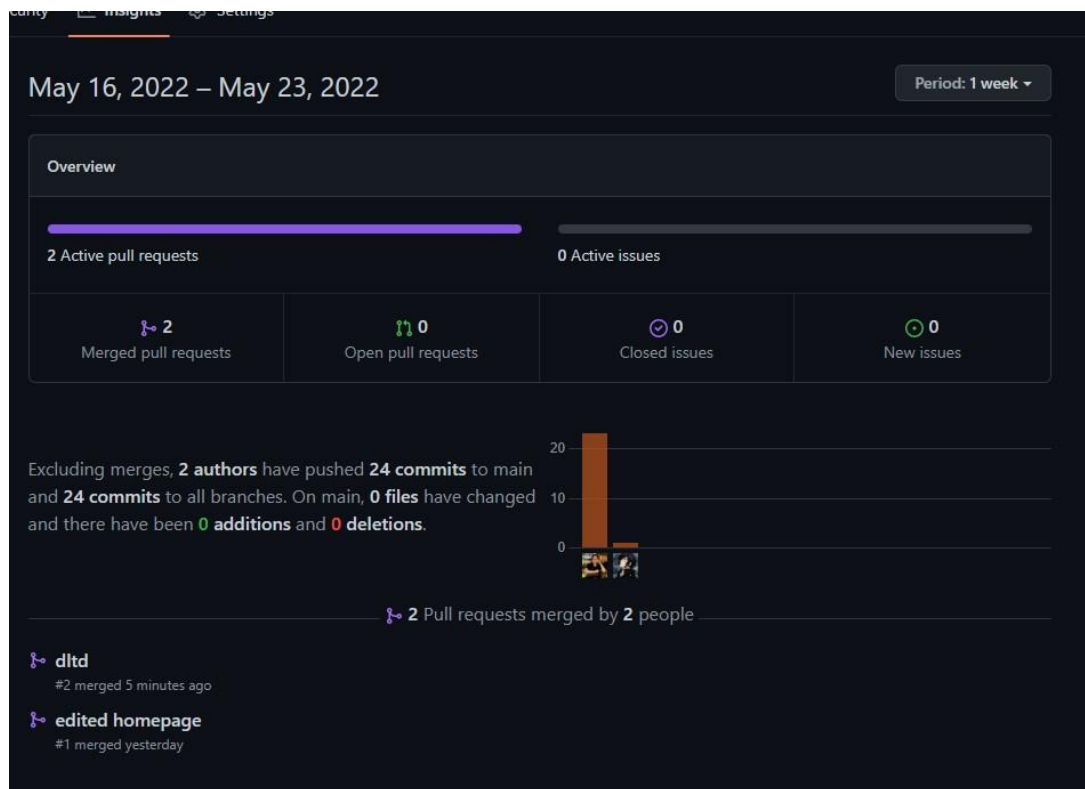 curity Insights Settings
May 16, 2022 – May 23, 2022
Period: 1 week
Overview
2 Active pull requests
0 Active issues
2
Merged pull requests
0
Open pull requests
0
Closed issues
0
New issues
Excluding merges, 2 authors have pushed 24 commits to main
and 24 commits to all branches. On main, 0 files have changed
and there have been 0 additions and 0 deletions.
20
10
0
2 Pull requests merged by 2 people
dltd
#2 merged 5 minutes ago
edited homepage
#1 merged yesterday